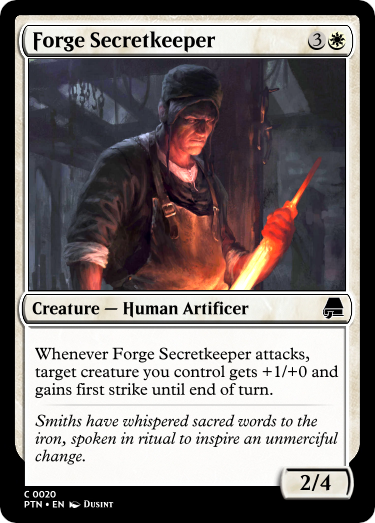 Forge Secretkeeper 3
Creature — Human Artificer
Whenever Forge Secretkeeper attacks,
target creature you control gets +1/+0 and
gains first strike until end of turn.
Smiths have whispered sacred words to the
iron, spoken in ritual to inspire an unmerciful
change.
2/4
C 0020
PTN • EN Dusint